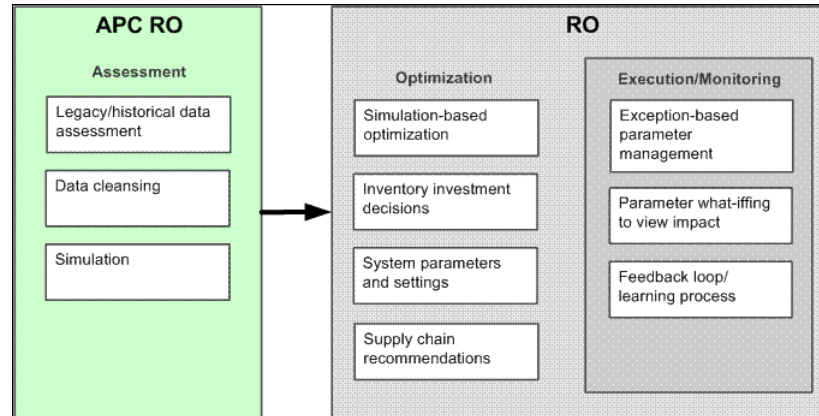 APC RO
Assessment
Legacy/historical data
assessment
Data cleansing
Simulation
RO
Optimization
Simulation-based
optimization
Inventory investment
decisions
System parameters
and settings
Supply chain
recommendations
Execution/Monitoring
Exception-based
parameter
management
Parameter what-iffing
to view impact
Feedback loop/
learning process